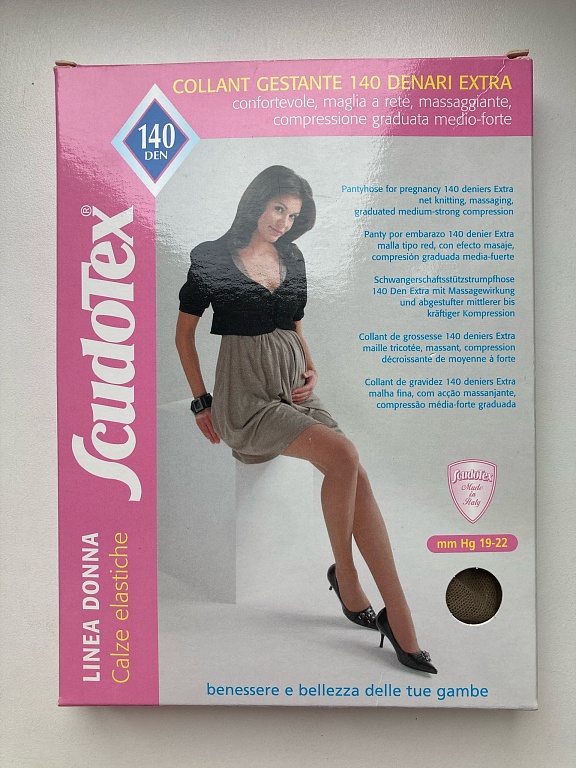 COLLANT GESTANTE 140 DENARI EXTRA
confortevole, maglia a rete, massaggiante,
compressione graduata medio-forte
140
DEN
ScudoTex®
LINEA DONNA
Calze elastiche
Pantyhose for pregnancy 140 deniers Extra
net knitting, massaging,
graduated medium-strong compression
Panty por embarazo 140 denier Extra
malla tipo red, con efecto masaje,
compresión graduada media-fuerte
Schwangerschaftsstützstrumpfhose
140 Den Extra mit Massagewirkung
und abgestufter mittlerer bis
kräftiger Kompression
Collant de grossesse 140 deniers Extra
maille tricotée, massant, compression
décroissante de moyenne à forte
Collant de gravidez 140 deniers Extra
malha fina, com acção massanjante,
compressão média-forte graduada
ScudoTex
Made
in
Italy
mm Hg 19-22
benessere e bellezza delle tue gambe